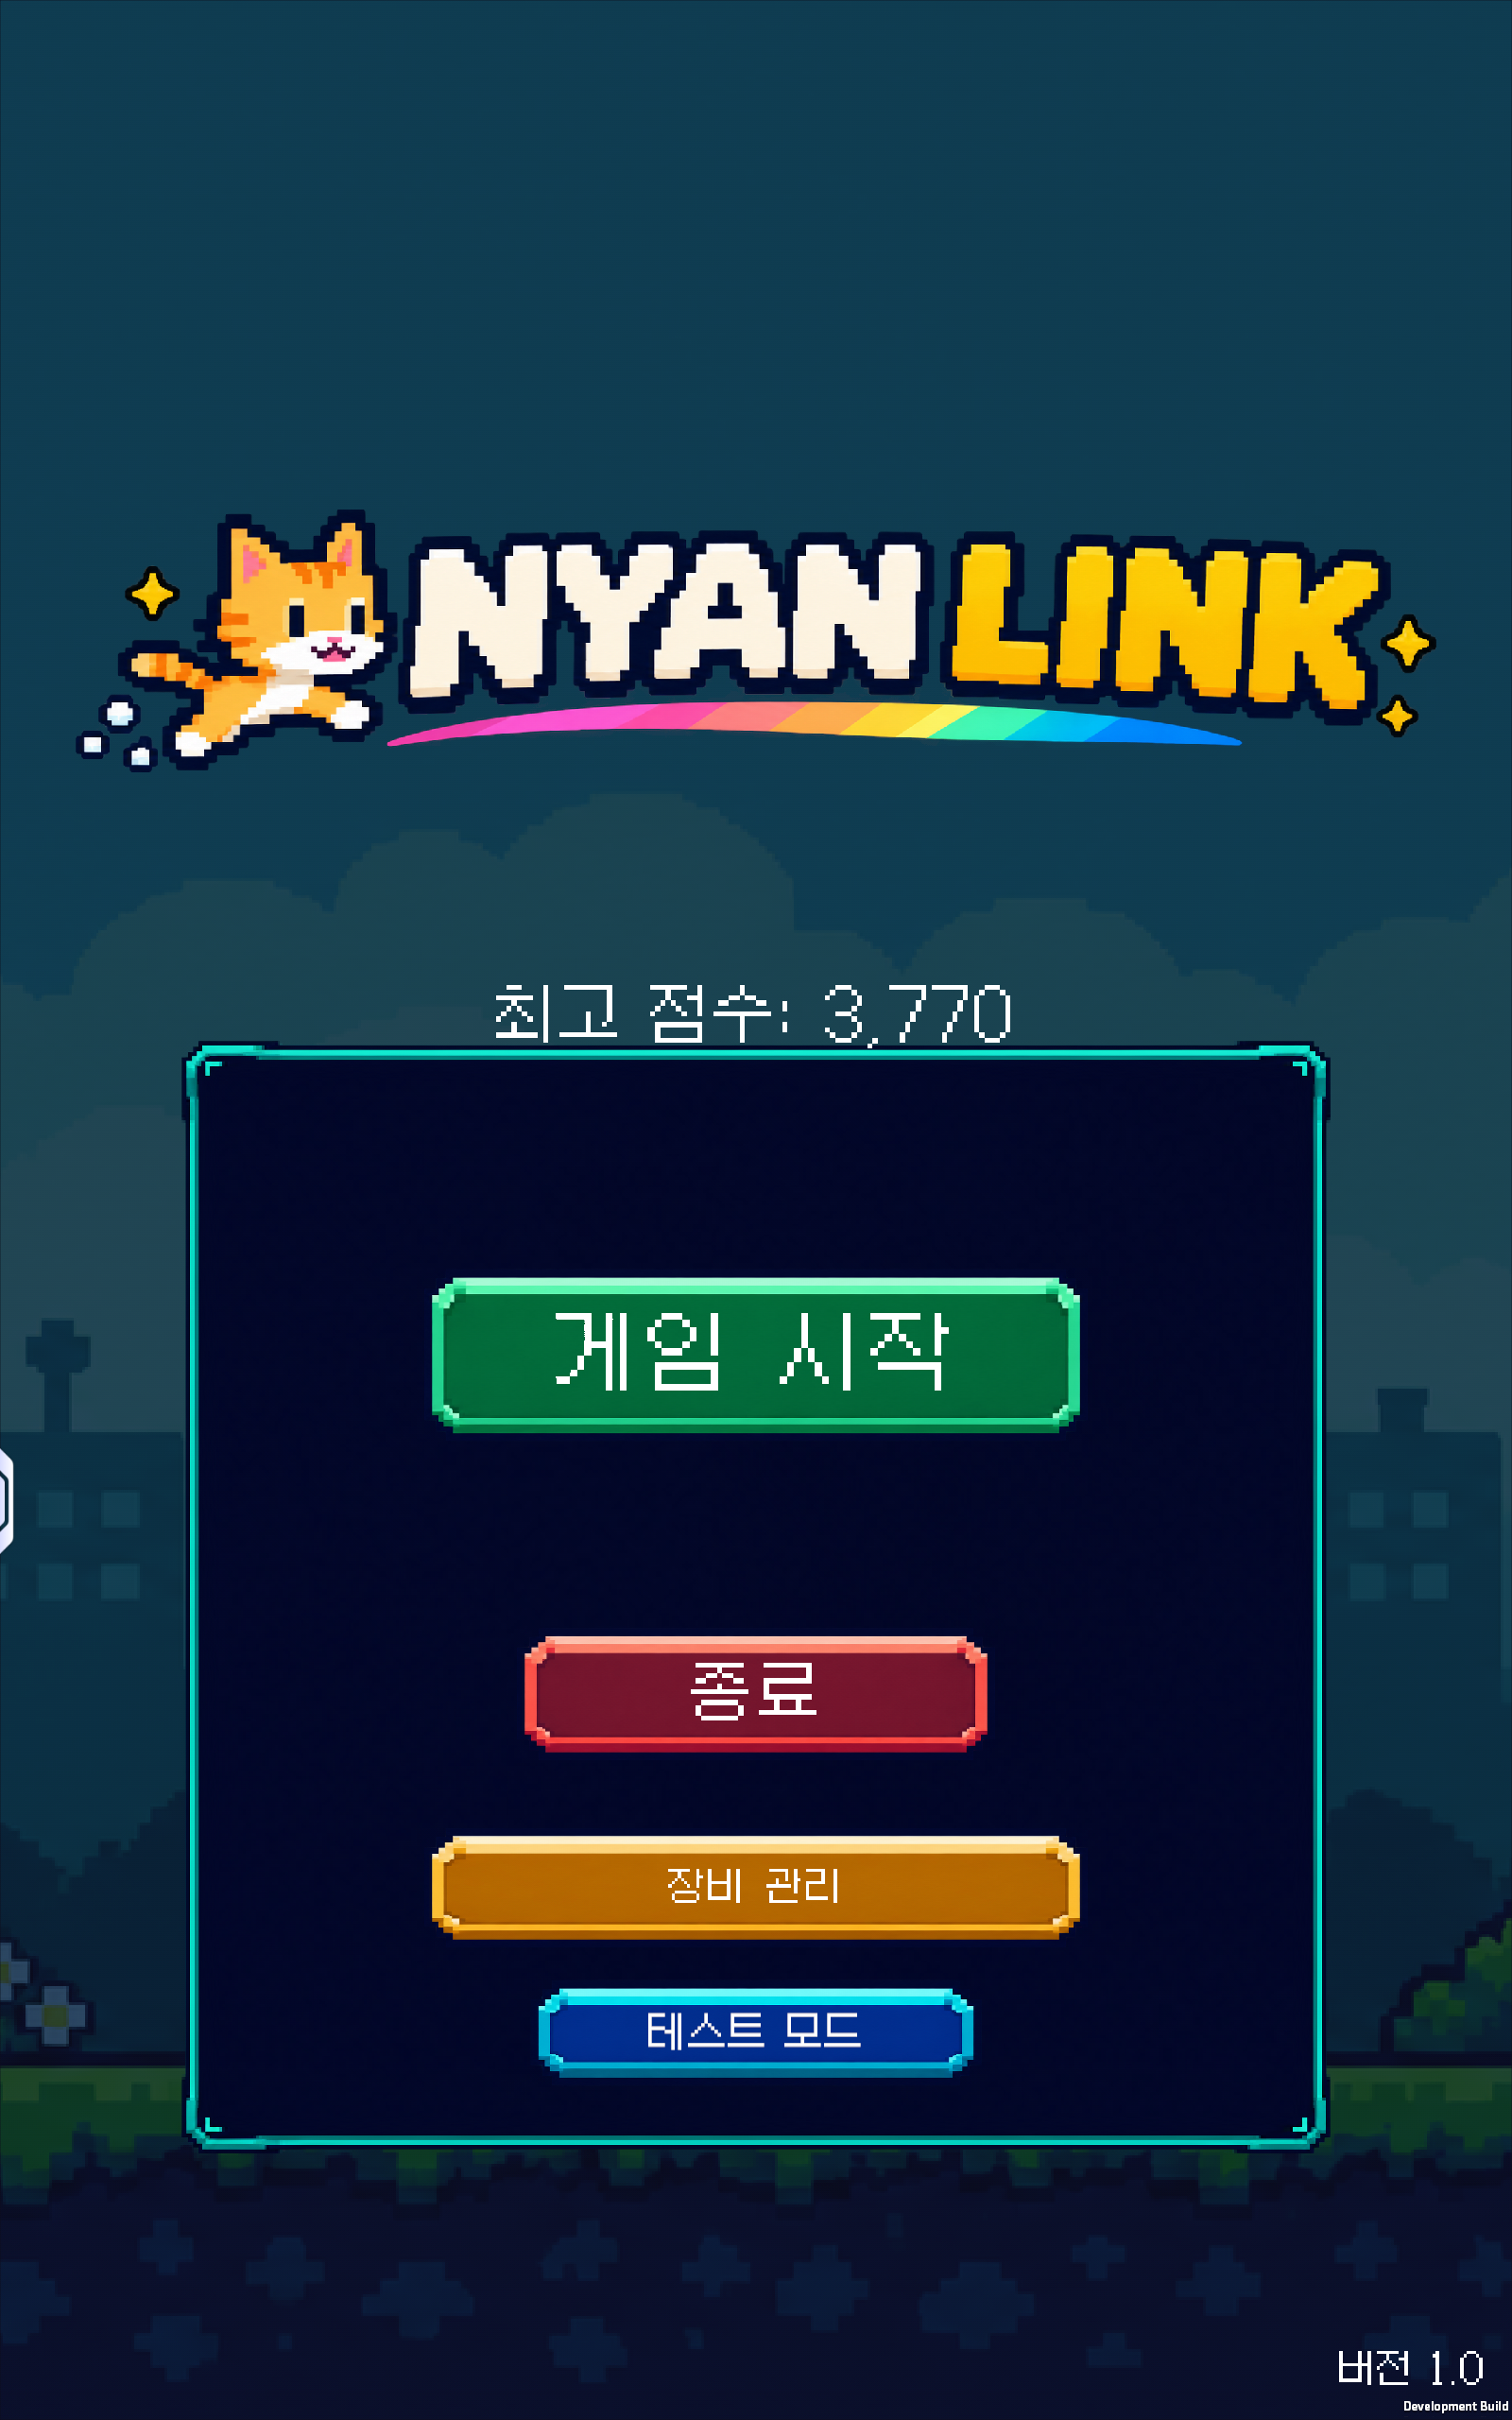 NYAN LINK
최고 점수: 3,770
게임 시작
종료
장비 관리
테스트 모드
버전 1.0
Development Build